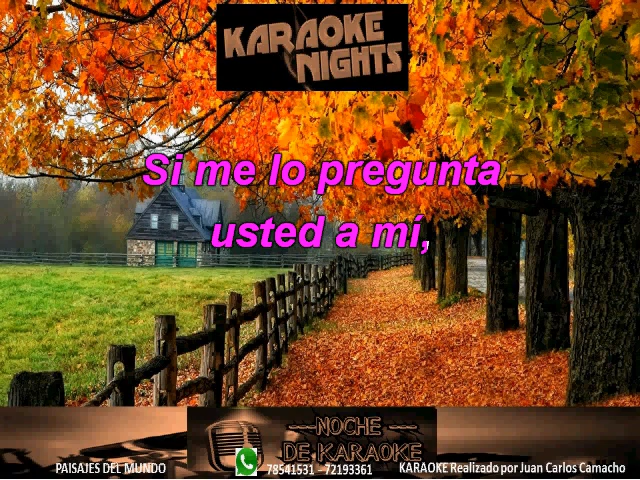 KARAOKE
NIGHTS
Si me lo pregunta
usted a mí,
NOCHE
DE KARAOKE
PAISAJES DEL MUNDO
78541531 - 72193361
KARAOKE Realizado por Juan Carlos Camacho